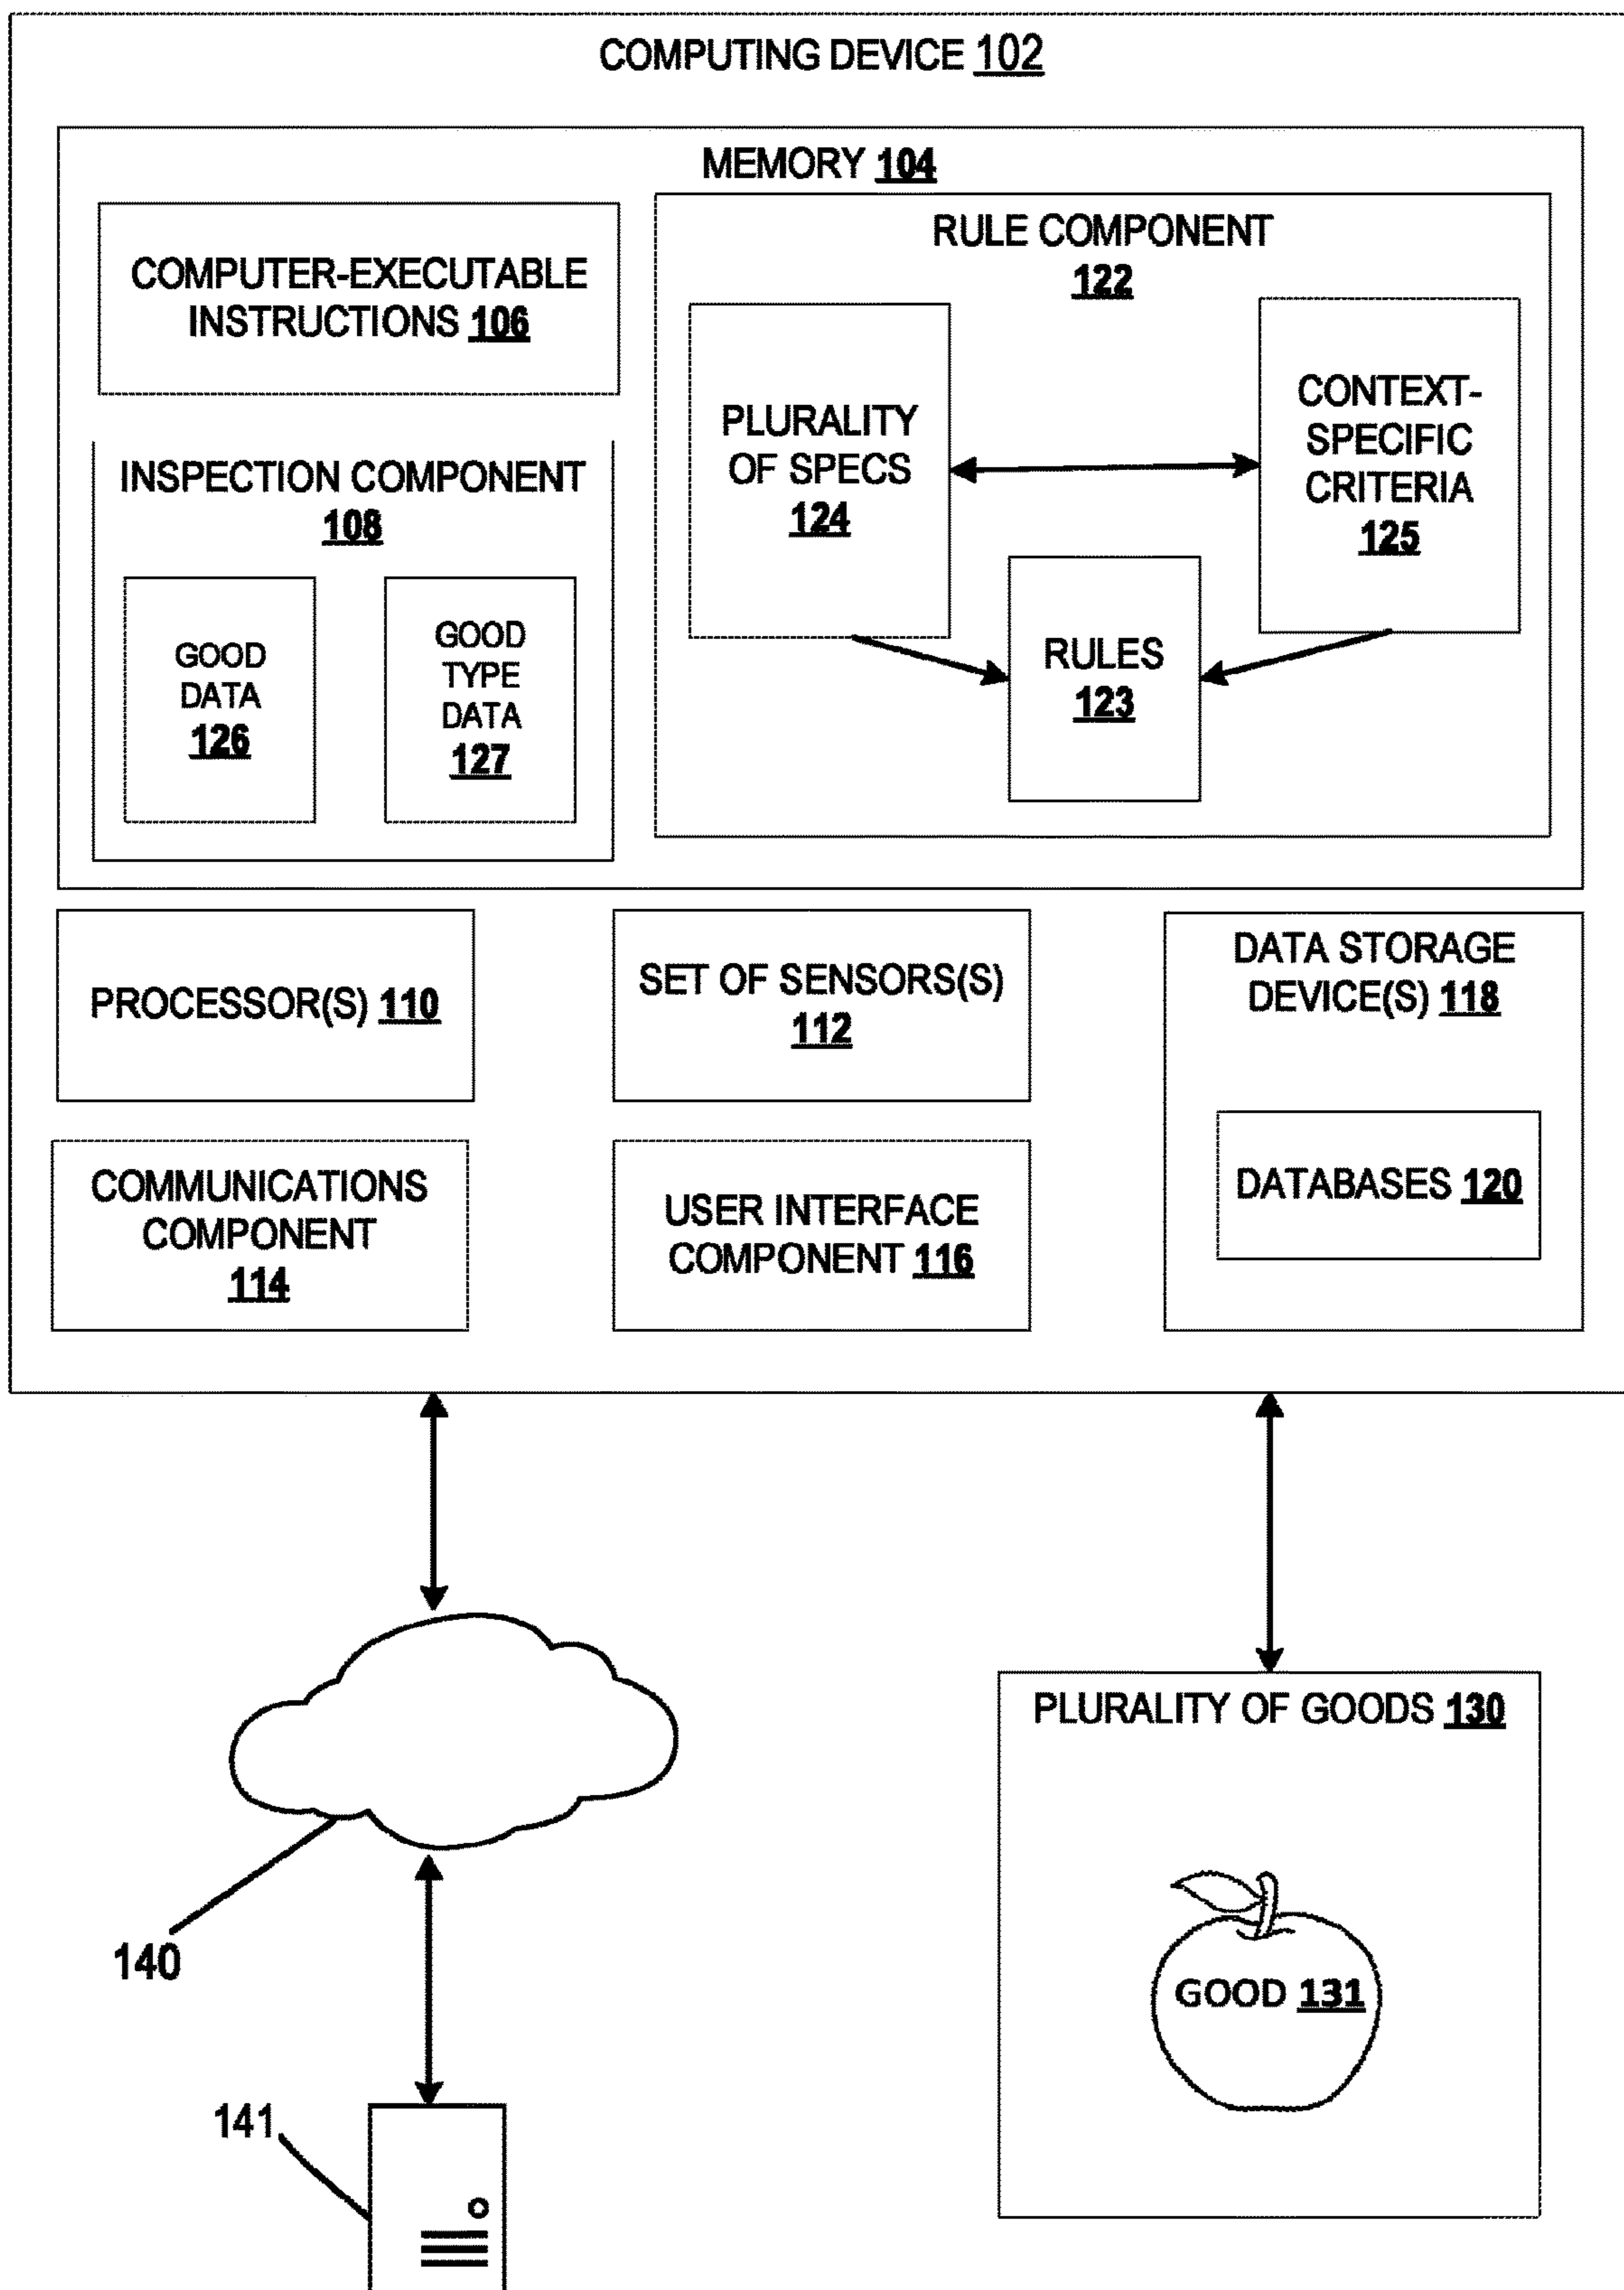 COMPUTING DEVICE 102
MEMORY 104
COMPUTER-EXECUTABLE
INSTRUCTIONS 106
INSPECTION COMPONENT
108
GOOD
DATA
126
GOOD
TYPE
DATA
127
RULE COMPONENT
122
PLURALITY
OF SPECS
124
CONTEXT-
SPECIFIC
CRITERIA
125
RULES
123
PROCESSOR(S) 110
SET OF SENSORS(S)
112
DATA STORAGE
DEVICE(S) 118
DATABASES 120
COMMUNICATIONS
COMPONENT
114
USER INTERFACE
COMPONENT 116
140
141
PLURALITY OF GOODS 130
GOOD 131